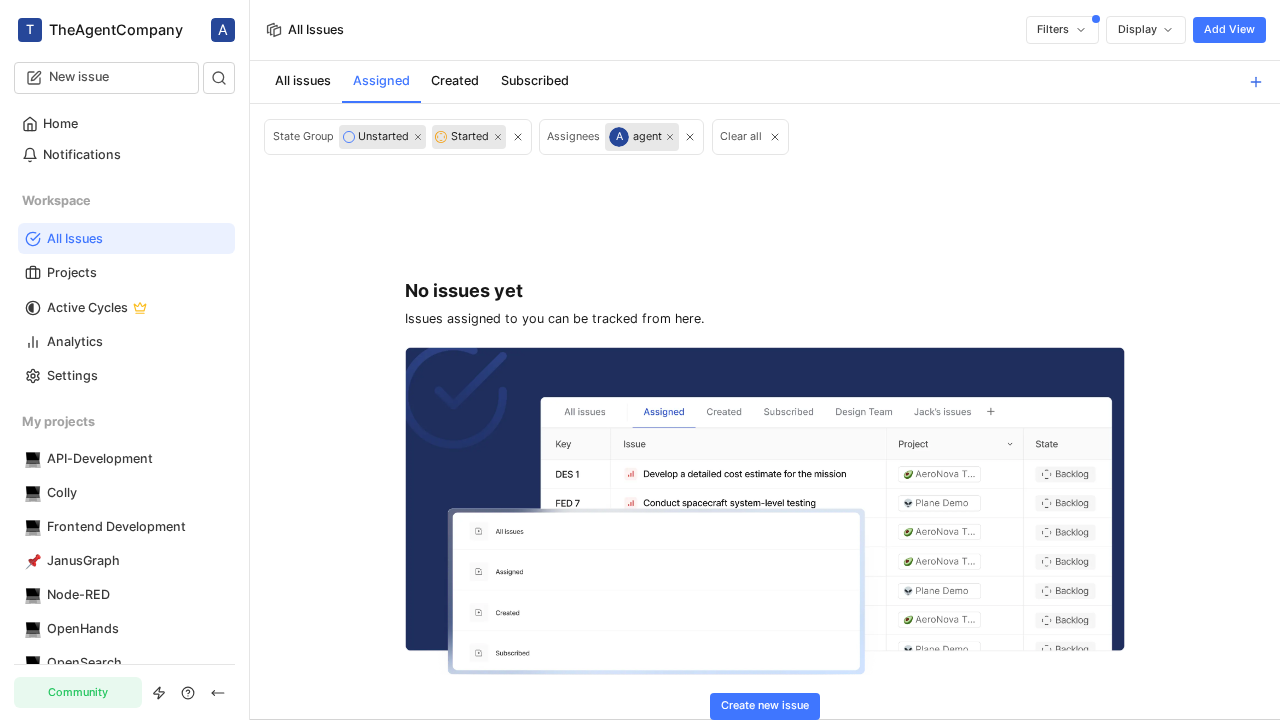 T TheAgentCompany A
New issue
Home
Notifications
Workspace
All Issues
Projects
Active Cycles
Analytics
Settings
My projects
API-Development
Colly
Frontend Development
JanusGraph
Node-RED
OpenHands
OpenSearch
Community
All Issues
Filters Display Add View
All issues Assigned Created Subscribed
State Group Unstarted Started Assignees A agent Clear all
No issues yet
Issues assigned to you can be tracked from here.
All issues Assigned Created Subscribed Design Team Jack's issues
Key Issue Project State
DES 1 Develop a detailed cost estimate for the mission AeroNova T... Backlog
FED 7 Conduct spacecraft system-level testing Plane Demo Backlog
AeroNova T... Backlog
AeroNova T... Backlog
Plane Demo Backlog
AeroNova T... Backlog
Plane Demo Backlog
All issues
Assigned
Created
Subscribed
Create new issue